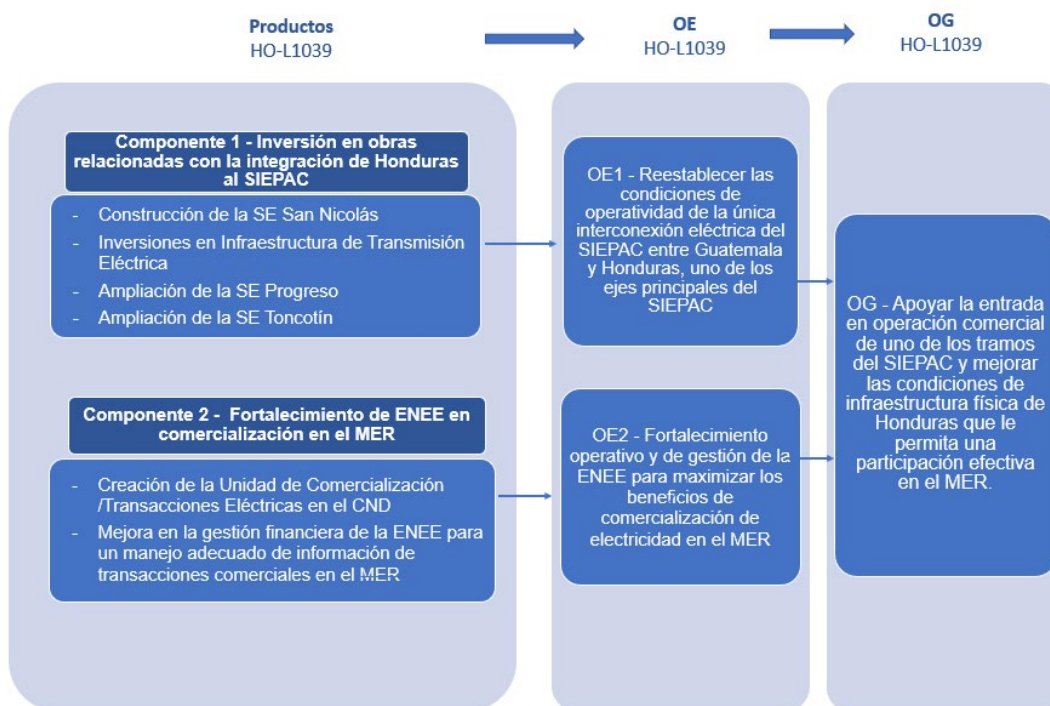 Productos
HO-L1039
OE
HO-L1039
OG
HO-L1039
Componente 1 - Inversión en obras
relacionadas con la integración de Honduras
al SIEPAC
- Construcción de la SE San Nicolás
- Inversiones en Infraestructura de Transmisión
Eléctrica
- Ampliación de la SE Progreso
- Ampliación de la SE Toncotín
Componente 2 - Fortalecimiento de ENEE en
comercialización en el MER
- Creación de la Unidad de Comercialización
/Transacciones Eléctricas en el CND
- Mejora en la gestión financiera de la ENEE para
un manejo adecuado de información de
transacciones comerciales en el MER
OE1 - Reestablecer las
condiciones de
operatividad de la única
interconexión eléctrica del
SIEPAC entre Guatemala
y Honduras, uno de los
ejes principales del
SIEPAC
OE2 - Fortalecimiento
operativo y de gestión de la
ENEE para maximizar los
beneficios de
comercialización de
electricidad en el MER
OG - Apoyar la entrada
en operación comercial
de uno de los tramos
del SIEPAC y mejorar
las condiciones de
infraestructura física de
Honduras que le
permita una
participación efectiva
en el MER.